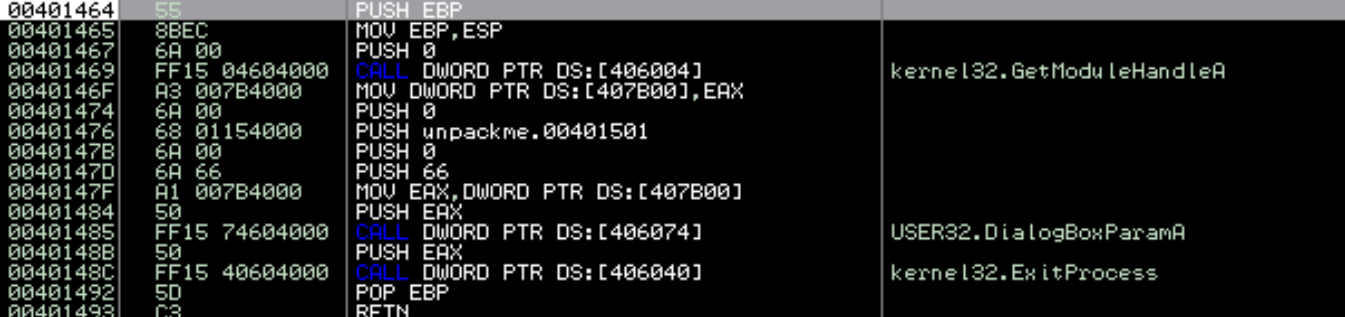 00401464 55 PUSH EBP
00401465 8BEC MOV EBP,ESP
00401467 6A 00 PUSH 0
00401469 FF15 04604000 CALL DWORD PTR DS:[406004] kernel32.GetModuleHandleA
0040146F A3 007B4000 MOV DWORD PTR DS:[407B00],EAX
00401474 6A 00 PUSH 0
00401476 68 01154000 PUSH unpackme.00401501
0040147B 6A 00 PUSH 0
0040147D 6A 66 PUSH 66
0040147F A1 007B4000 MOV EAX,DWORD PTR DS:[407B00]
00401484 50 PUSH EAX
00401485 FF15 74604000 CALL DWORD PTR DS:[406074] USER32.DialogBoxParamA
0040148B 50 PUSH EAX
0040148C FF15 40604000 CALL DWORD PTR DS:[406040] kernel32.ExitProcess
00401492 5D POP EBP
00401493 C3 RETN